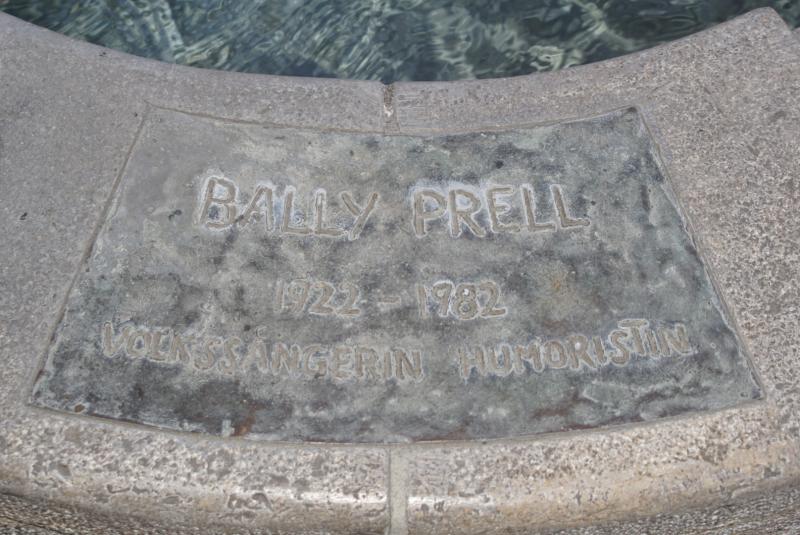 BALLY PRELL
1922 - 1982
VOLKSSÄNGERIN HUMORISTIN